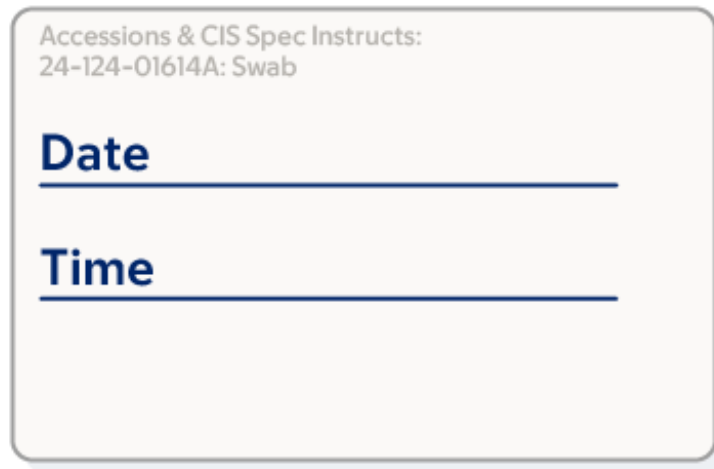 Accessions & CIS Spec Instructs:
24-124-01614A: Swab
Date
Time